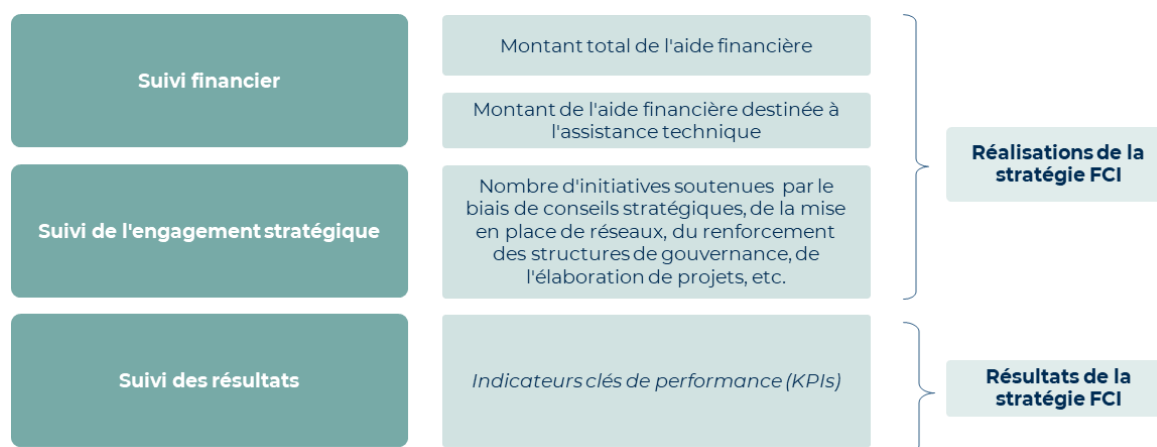 Suivi financier
Montant total de l'aide financière
Montant de l'aide financière destinée à
l'assistance technique
Suivi de l'engagement stratégique
Nombre d'initiatives soutenues par le
biais de conseils stratégiques, de la mise
en place de réseaux, du renforcement
des structures de gouvernance, de
l'élaboration de projets, etc.
Réalisations de la
stratégie FCI
Suivi des résultats
Indicateurs clés de performance (KPIs)
Résultats de la
stratégie FCI